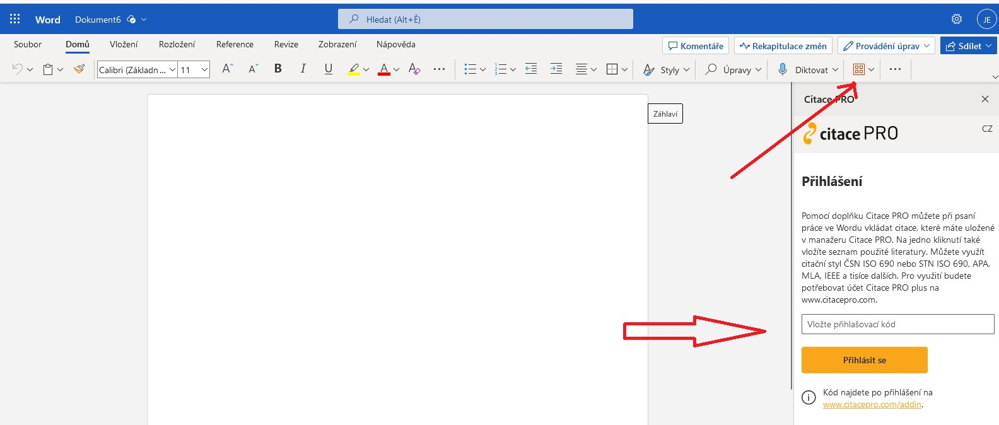 Word Dokument6 Hledat (Alt+Ě) JE
Soubor Domů Vložení Rozložení Reference Revize Zobrazení Nápověda Komentáře Rekapitulace změn Provádění úprav Sdílet
Calibri (Základn ... 11 A A B I U A A ... Styly Úpravy Diktovat ...
Citace PRO
Záhlaví
citace PRO CZ
Přihlášení
Pomocí doplňku Citace PRO můžete při psaní
práce ve Wordu vkládat citace, které máte uložené
v manažeru Citace PRO. Na jedno kliknutí také
vložíte seznam použité literatury. Můžete využít
citační styl ČSN ISO 690 nebo STN ISO 690, APA,
MLA, IEEE a tisíce dalších. Pro využití budete
potřebovat účet Citace PRO plus na
www.citacepro.com.
Vložte přihlašovací kód
Přihlásit se
Kód najdete po přihlášení na
www.citacepro.com/addin.